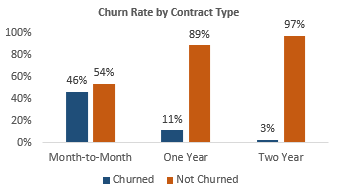 Churn Rate by Contract Type
100%
80%
60%
40%
20%
0%
46%
54%
11%
89%
3%
97%
Month-to-Month
One Year
Two Year
Churned
Not Churned